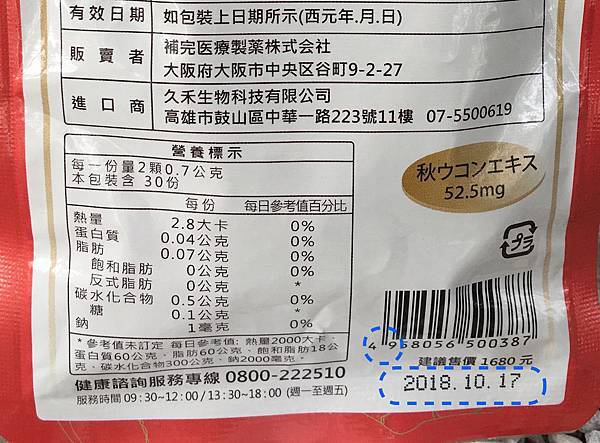 有效日期 如包裝上日期所示(西元年.月.日)
販賣者 補完医療製薬株式会社
大阪府大阪市中央区谷町9-2-27
進口商 久禾生物科技有限公司
高雄市鼓山區中華一路223號11樓 07-5500619
營養標示
每一份量2顆0.7公克
本包裝含 30份
每份 每日參考值百分比
熱量 2.8大卡 0%
蛋白質 0.04公克 0%
脂肪 0.07公克 0%
飽和脂肪 0公克 0%
反式脂肪 0公克 *
碳水化合物 0.5公克 0%
糖 0.1公克 *
鈉 1毫克 0%
*參考值未訂定 每日參考值: 熱量2000大卡、
蛋白質60公克、脂肪60公克、飽和脂肪18公
克、碳水化合物300公克、鈉2000毫克。
健康諮詢服務專線 0800-222510
服務時間 09:30~12:00 / 13:30~18:00 (週一至週五)
秋ウコンエキス
52.5mg
プラ
4 958056 500387
建議售價 1680 元
2018.10.17